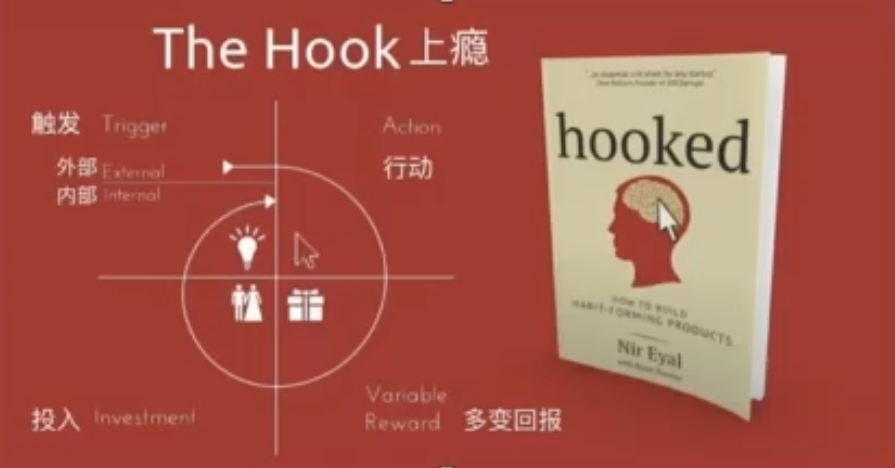 The Hook 上瘾
触发 Trigger
外部 External
内部 Internal
Action
行动
投入 Investment
Variable
Reward 多变回报
hooked
HOW TO BUILD
HABIT-FORMING PRODUCTS
Nir Eyal